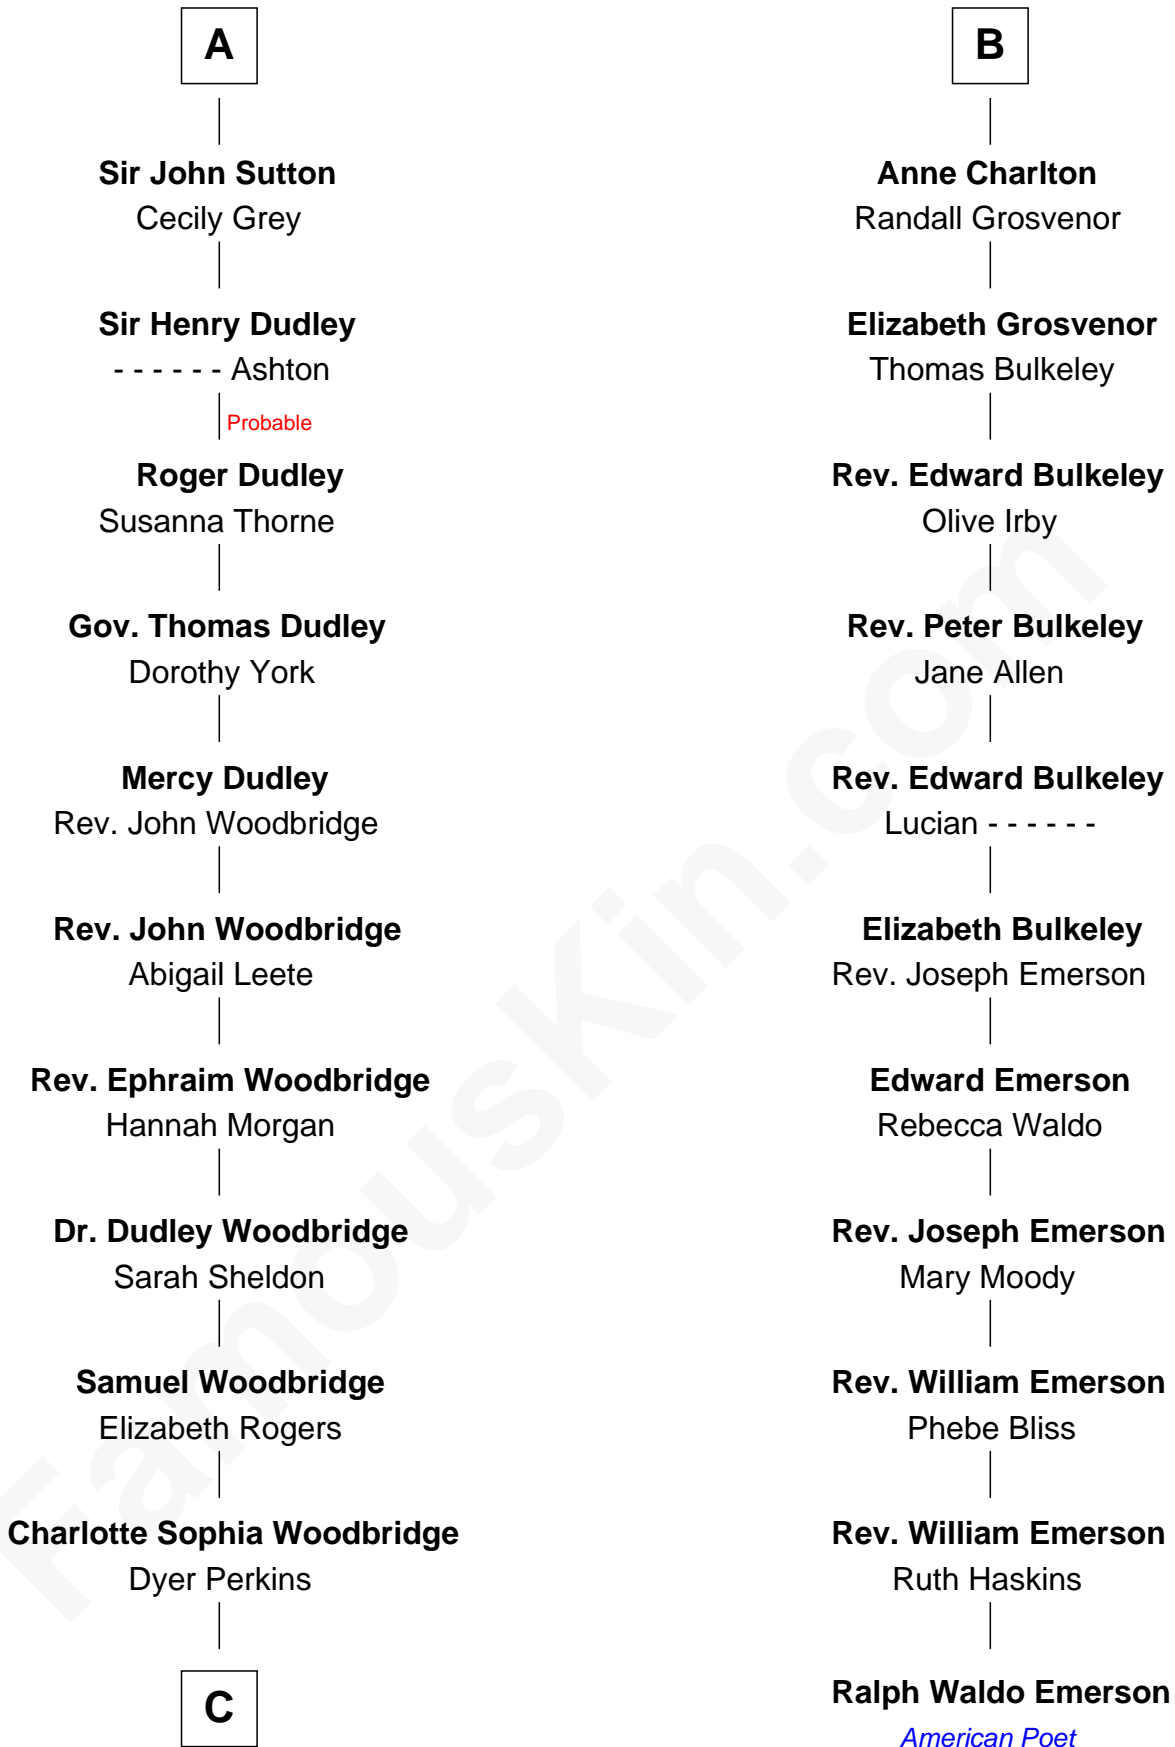 A
Sir John Sutton
Cecily Grey
Sir Henry Dudley
- - - - - - Ashton
Probable
Roger Dudley
Susanna Thorne
Gov. Thomas Dudley
Dorothy York
Mercy Dudley
Rev. John Woodbridge
Rev. John Woodbridge
Abigail Leete
Rev. Ephraim Woodbridge
Hannah Morgan
Dr. Dudley Woodbridge
Sarah Sheldon
Samuel Woodbridge
Elizabeth Rogers
Charlotte Sophia Woodbridge
Dyer Perkins
C
B
Anne Charlton
Randall Grosvenor
Elizabeth Grosvenor
Thomas Bulkeley
Rev. Edward Bulkeley
Olive Irby
Rev. Peter Bulkeley
Jane Allen
Rev. Edward Bulkeley
Lucian - - - - - -
Elizabeth Bulkeley
Rev. Joseph Emerson
Edward Emerson
Rebecca Waldo
Rev. Joseph Emerson
Mary Moody
Rev. William Emerson
Phebe Bliss
Rev. William Emerson
Ruth Haskins
Ralph Waldo Emerson
American Poet
FamousKin.com